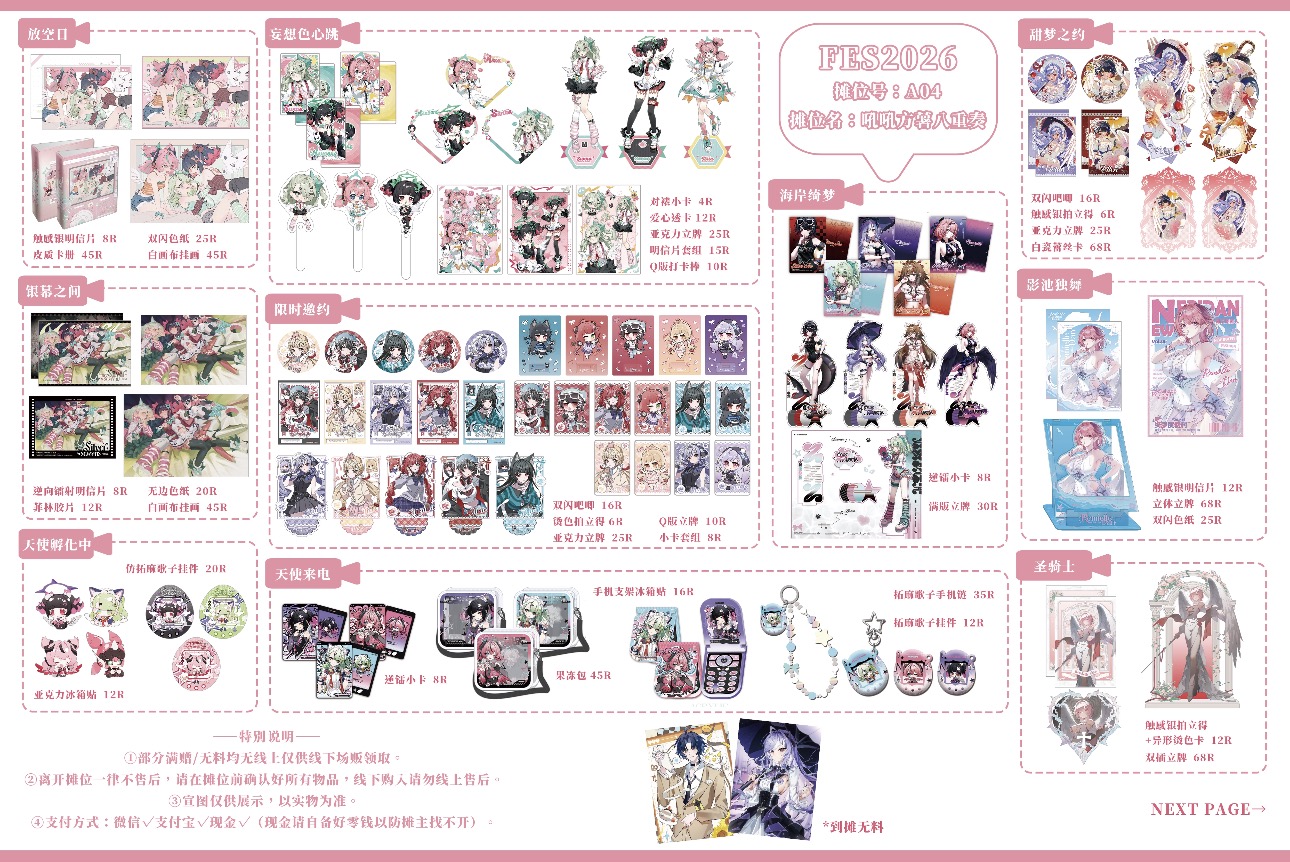 放空日
触感银明信片 8R
双闪色纸 25R
皮质卡册 45R
白画布挂画 45R
银幕之间
逆向镭射明信片 8R
无边色纸 20R
菲林胶片 12R
白画布挂画 45R
天使孵化中
仿拓麻歌子挂件 20R
亚克力冰箱贴 12R
妄想色心跳
对裱小卡 4R
爱心透卡 12R
亚克力立牌 25R
明信片套组 15R
Q版打卡棒 10R
限时邀约
双闪吧唧 16R
烫色拍立得 6R
Q版立牌 10R
亚克力立牌 25R
小卡套组 8R
天使来电
手机支架冰箱贴 16R
拓麻歌子手机链 35R
拓麻歌子挂件 12R
逆镭小卡 8R
果冻包 45R
FES2026
摊位号：A04
摊位名：吼吼方箸八重奏
海岸绮梦
逆镭小卡 8R
满版立牌 30R
甜梦之约
双闪吧唧 16R
触感银拍立得 6R
亚克力立牌 25R
白瓷箔丝卡 68R
影池独舞
触感银明信片 12R
立体立牌 68R
双闪色纸 25R
圣骑士
触感银拍立得
+异形烫色卡 12R
双插立牌 68R
——特别说明——
①部分满赠/无料均无线上仅供线下场贩领取。
②离开摊位一律不售后，请在摊位前确认好所有物品，线下购入请勿线上售后。
③宣图仅供展示，以实物为准。
④支付方式：微信✓支付宝✓现金✓（现金请自备好零钱以防摊主找不开）。
*到摊无料
NEXT PAGE→